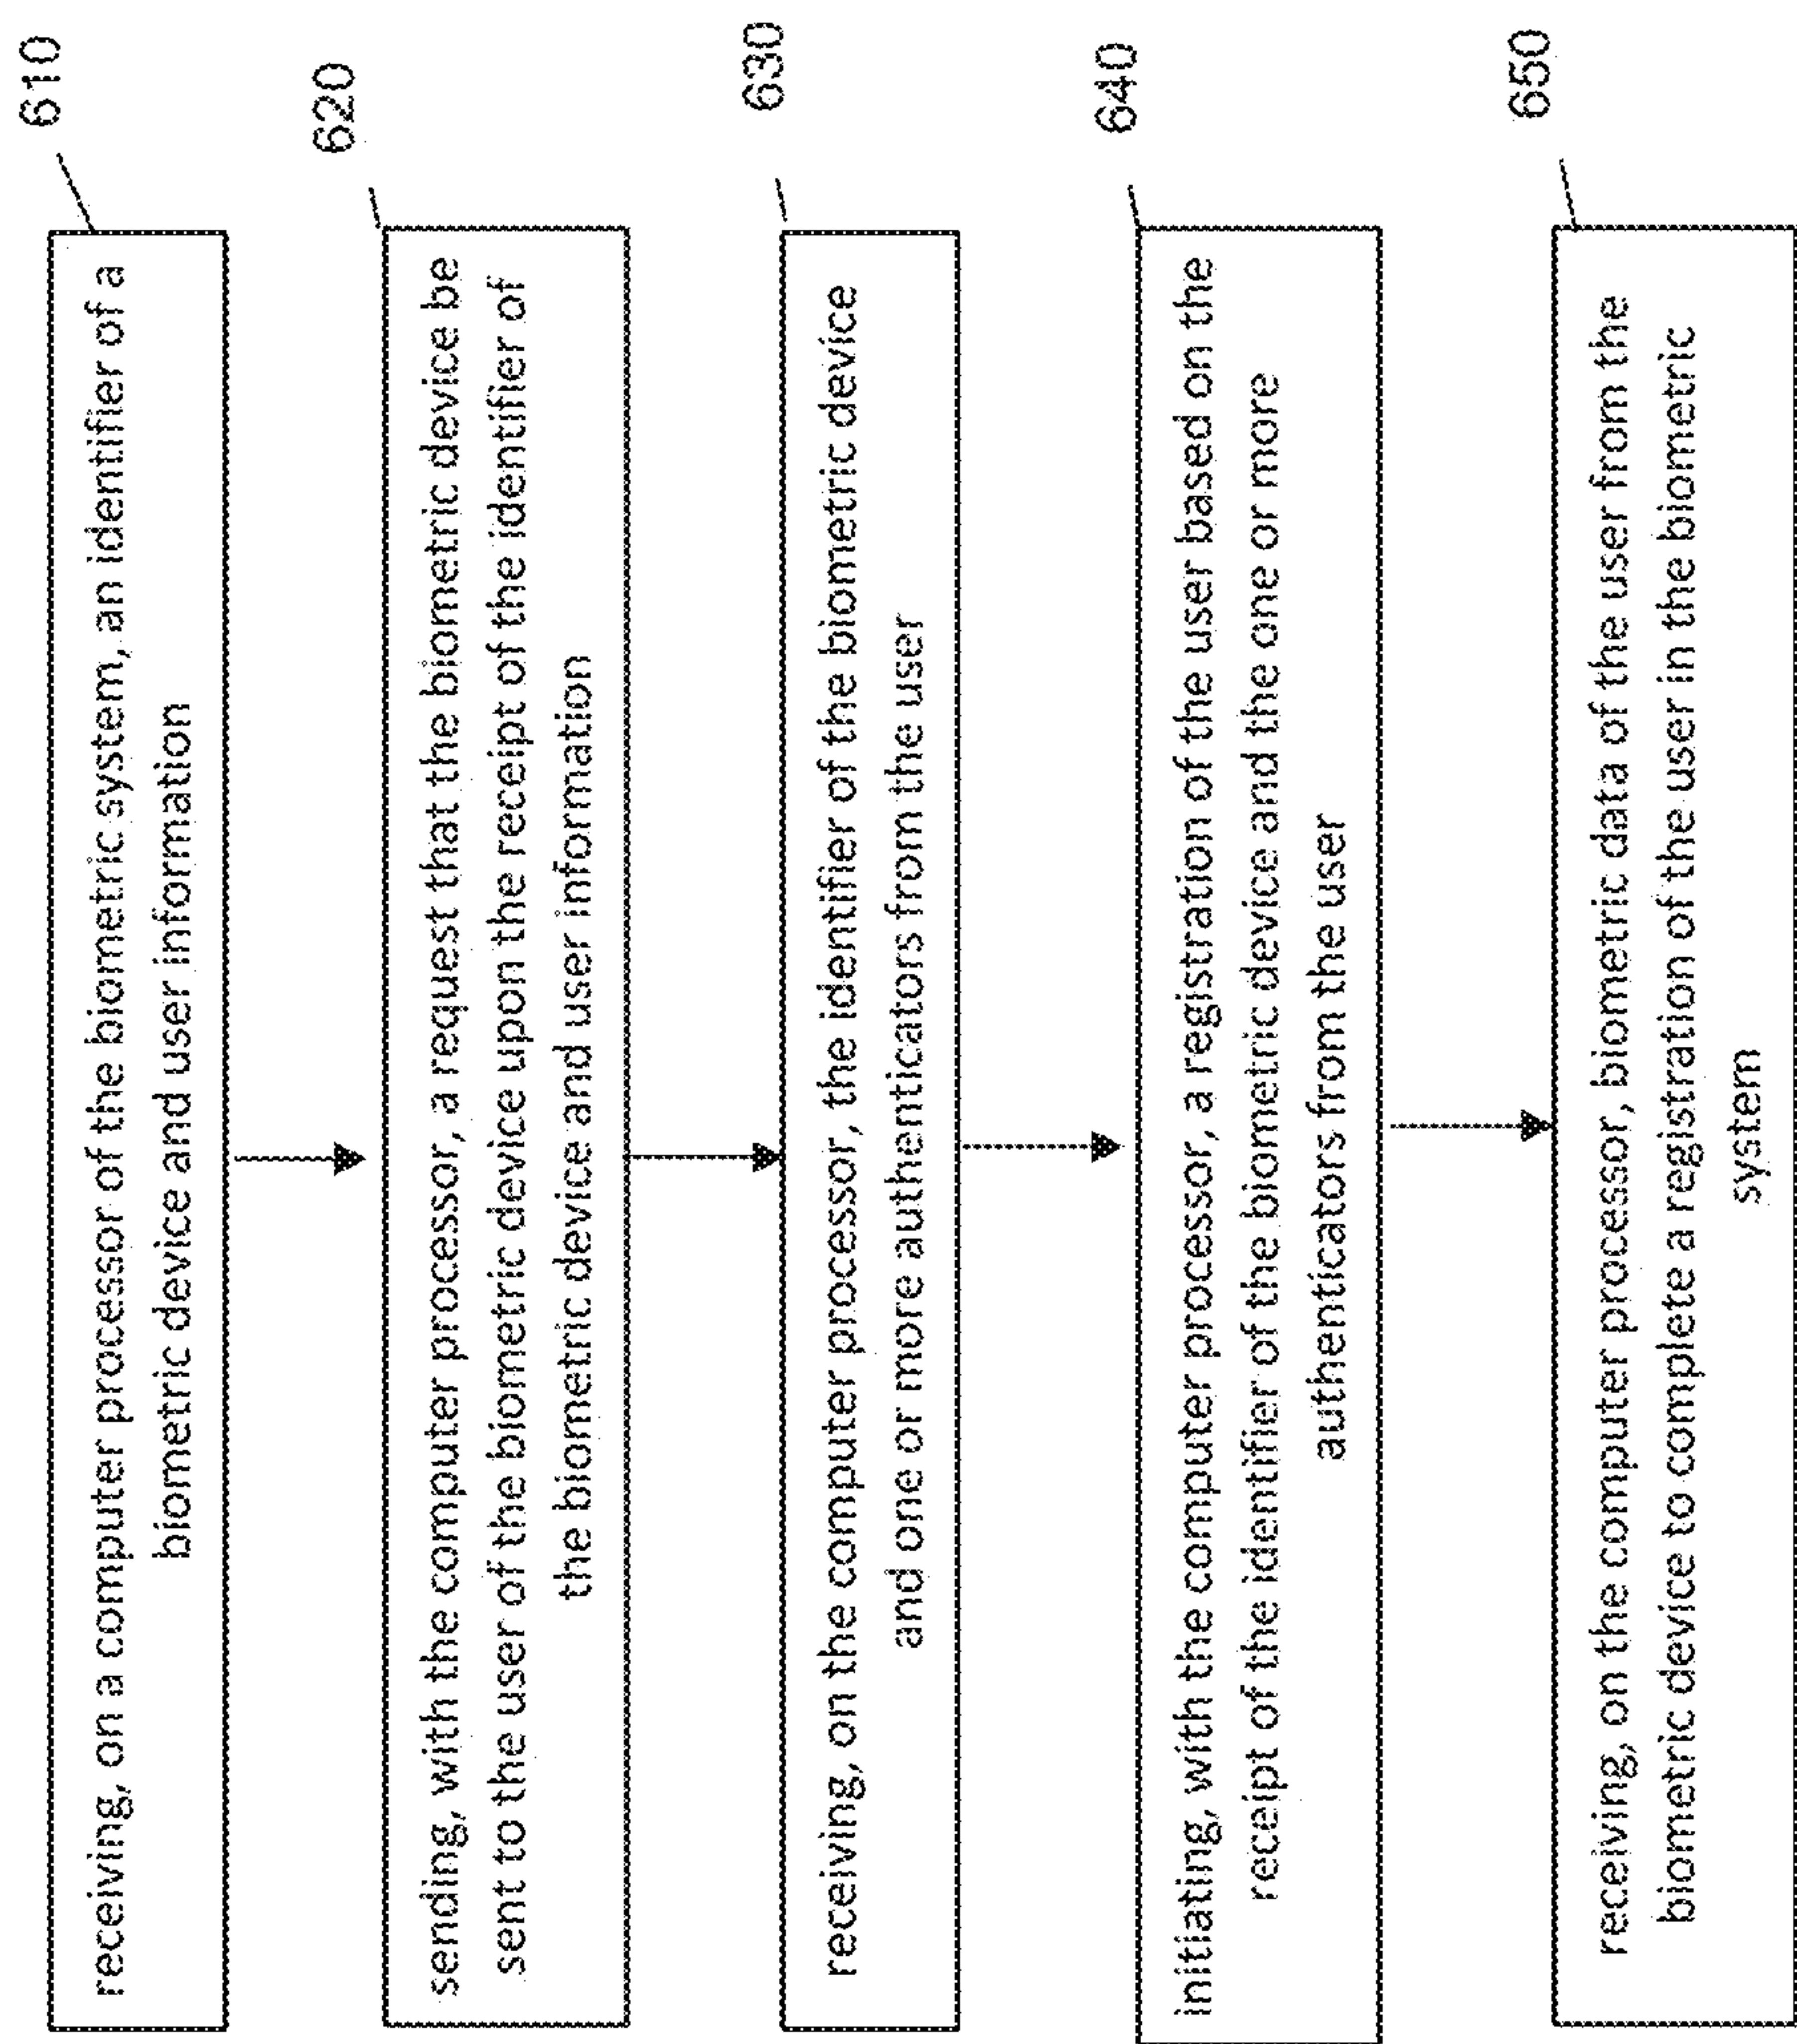 610
receiving, on a computer processor of the biometric system, an identifier of a
biometric device and user information
620
sending, with the computer processor, a request that the biometric device be
sent to the user of the biometric device upon the receipt of the identifier of
the biometric device and user information
630
receiving, on the computer processor, the identifier of the biometric device
and one or more authenticators from the user
640
initiating, with the computer processor, a registration of the user based on the
receipt of the identifier of the biometric device and the one or more
authenticators from the user
650
receiving, on the computer processor, biometric data of the user from the
biometric device to complete a registration of the user in the biometric
system